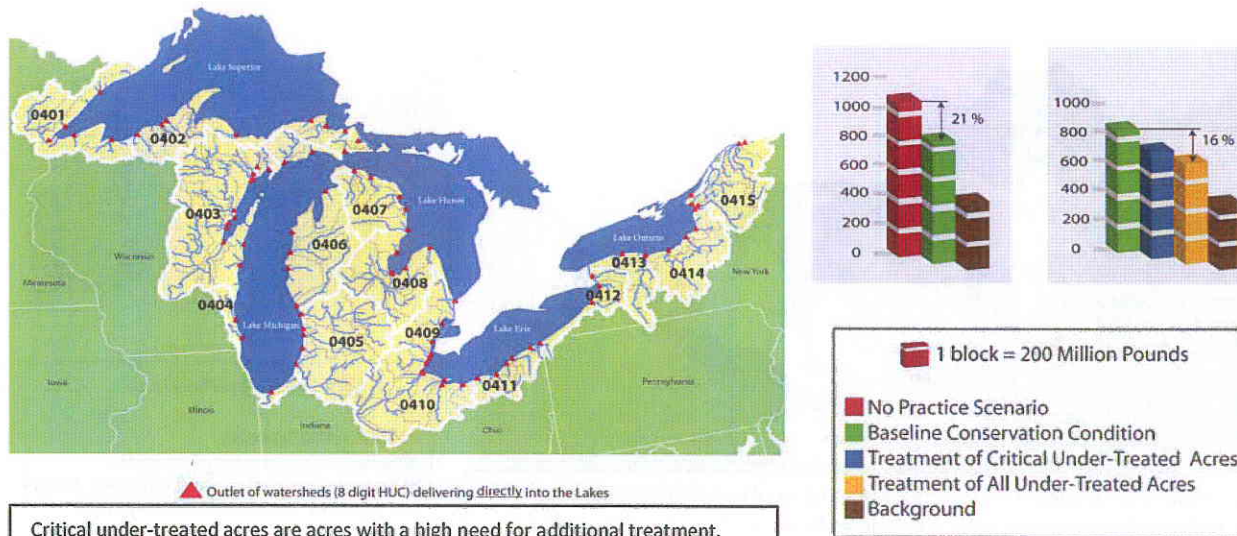 Lake Superior
0401
0402
0403
0407
Lake Huron
0415
0406
Lake Ontario
Wisconsin
0413
0414
New York
Minnesota
0408
0412
0404
Lake Michigan
0405
0409
Lake Erie
0411
Pennsylvania
Iowa
0410
Illinois
Indiana
Ohio
Outlet of watersheds (8 digit HUC) delivering directly into the Lakes
Critical under-treated acres are acres with a high need for additional treatment.
1200
1000
800
600
400
200
0
21 %
1000
800
600
400
200
0
16 %
1 block = 200 Million Pounds
No Practice Scenario
Baseline Conservation Condition
Treatment of Critical Under-Treated Acres
Treatment of All Under-Treated Acres
Background